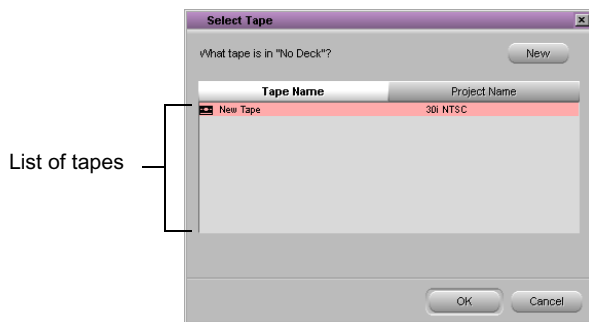 Select Tape
What tape is in "No Deck"?
New
Tape Name Project Name
New Tape 30i NTSC
List of tapes
OK Cancel